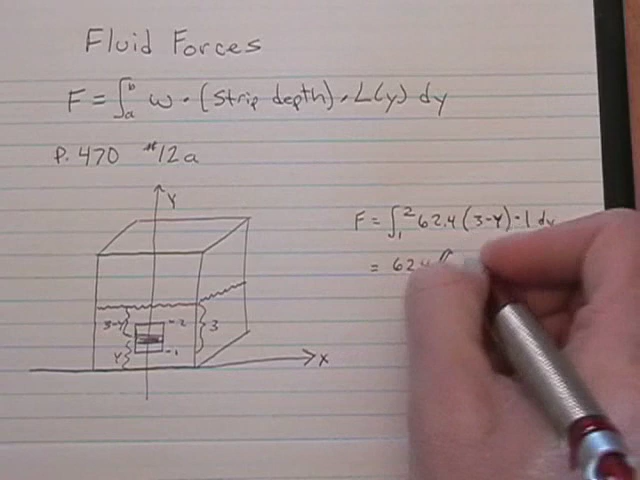 Fluid Forces
F = ∫ₐᵇ ω · (strip depth) · L(y) dy
P. 470 #12a
Y
F = ∫₁² 62.4 (3-y) · 1 dy
= 62.4
3-y
-2
3
Y
-1
X